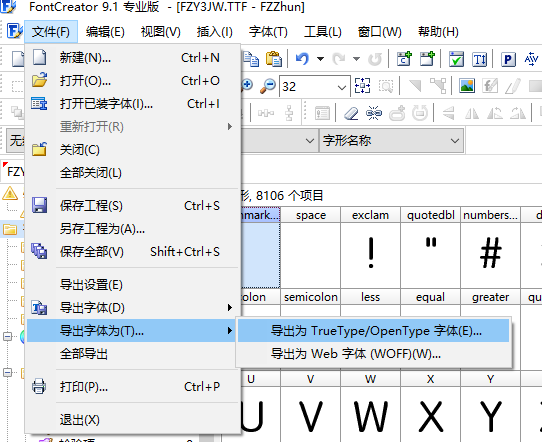 FontCreator 9.1 专业版 - [FZY3JW.TTF - FZZhun]
文件(F) 编辑(E) 视图(V) 插入(I) 字体(T) 工具(L) 窗口(W) 帮助(H)
新建(N)... Ctrl+N
打开(O)... Ctrl+O
32
打开已装字体(I)... Ctrl+I
重新打开(R)
字形名称
关闭(C)
全部关闭(L)
FZY
形, 8106 个项目
保存工程(S) Ctrl+S
另存工程为(A)...
space exclam quotedbl numbers...
保存全部(V) Shift+Ctrl+S
! " #
导出设置(E)
olon semicolon less equal greater
导出字体(D)
导出字体为(T)...
导出为 TrueType/OpenType 字体(E)...
全部导出
导出为 Web 字体 (WOFF)(W)...
打印(P)... Ctrl+P
U V W X Y
退出(X)
U V W X Y